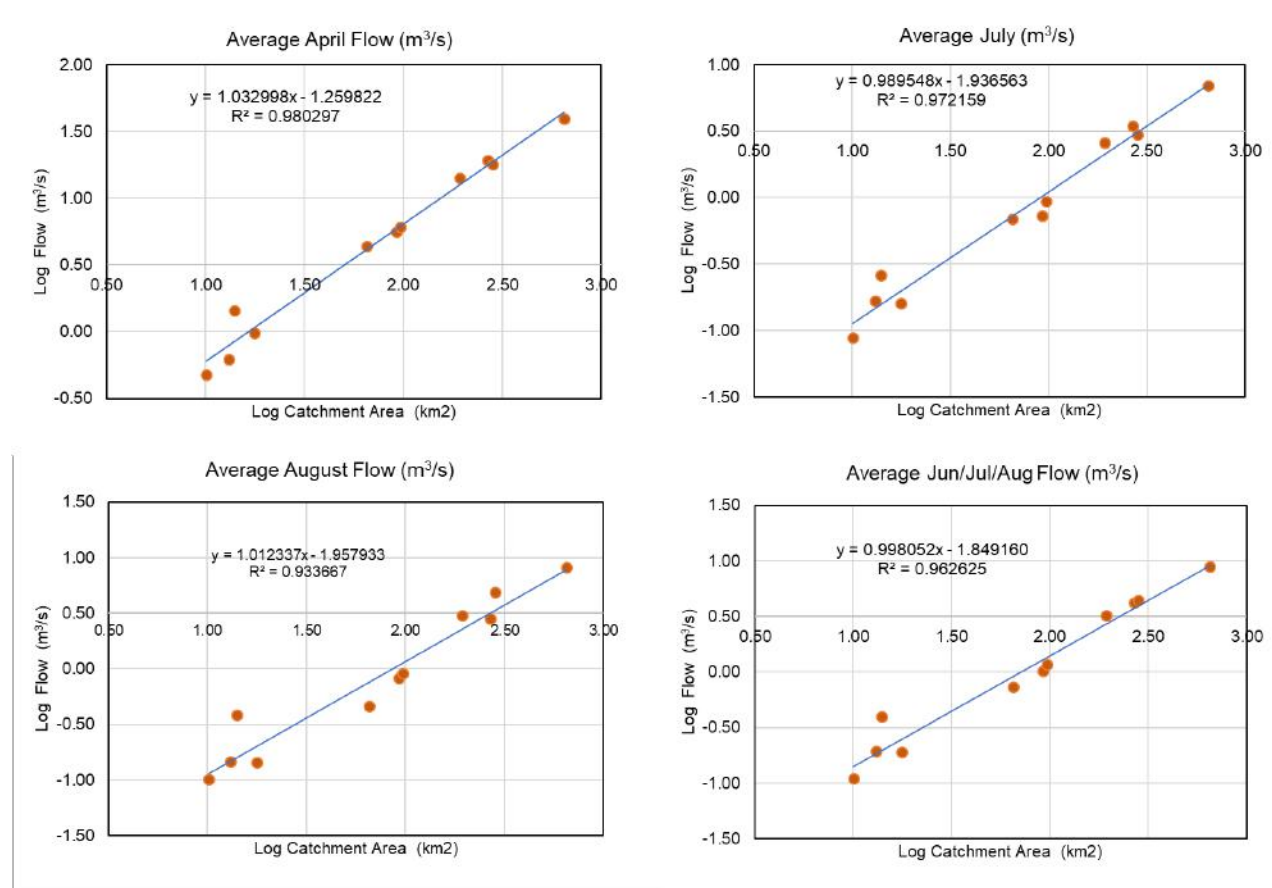 Average April Flow (m³/s)
2.00
1.50
1.00
0.50
0.00
-0.50
0.50
1.00
1.50
2.00
2.50
3.00
y = 1.032998x - 1.259822
R² = 0.980297
Log Flow (m³/s)
Log Catchment Area (km2)
Average July (m³/s)
1.00
0.50
0.00
-0.50
-1.00
-1.50
0.50
1.00
1.50
2.00
2.50
3.00
y = 0.989548x - 1.936563
R² = 0.972159
Log Flow (m³/s)
Log Catchment Area (km2)
Average August Flow (m³/s)
1.50
1.00
0.50
0.00
-0.50
-1.00
-1.50
0.50
1.00
1.50
2.00
2.50
3.00
y = 1.012337x - 1.957933
R² = 0.933667
Log Flow (m³/s)
Log Catchment Area (km2)
Average Jun/Jul/Aug Flow (m³/s)
1.50
1.00
0.50
0.00
-0.50
-1.00
-1.50
0.50
1.00
1.50
2.00
2.50
3.00
y = 0.998052x - 1.849160
R² = 0.962625
Log Flow (m³/s)
Log Catchment Area (km2)